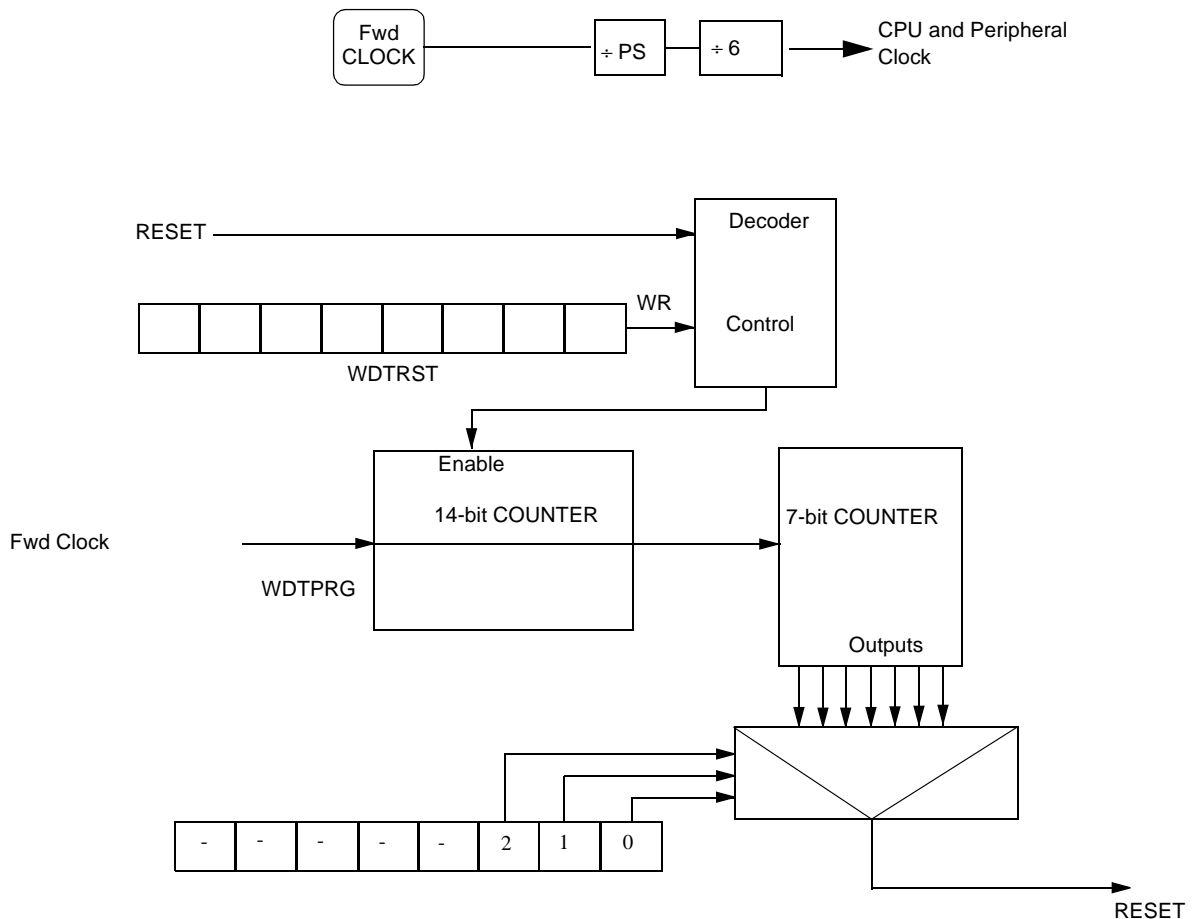 Fwd
CLOCK
÷ PS
÷ 6
CPU and Peripheral
Clock
RESET
Decoder
WR
Control
WDTRST
Enable
14-bit COUNTER
7-bit COUNTER
Fwd Clock
WDTPRG
Outputs
- - - - - 2 1 0
RESET